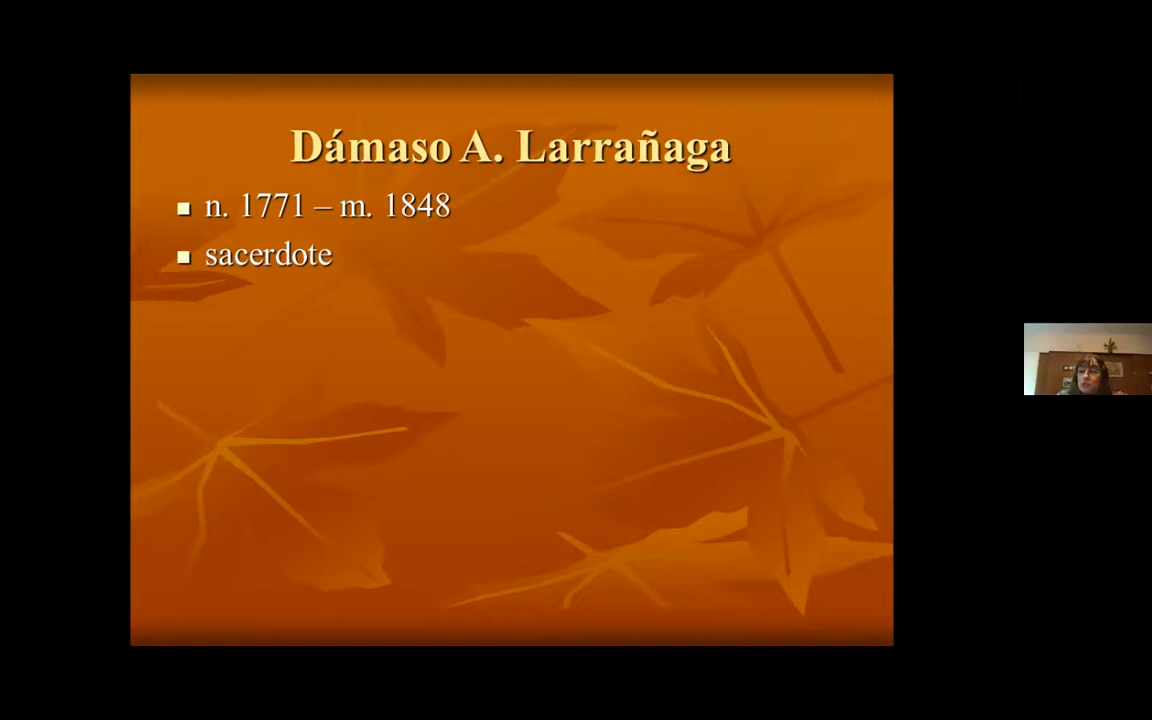 Dámaso A. Larrañaga
n. 1771 – m. 1848
sacerdote